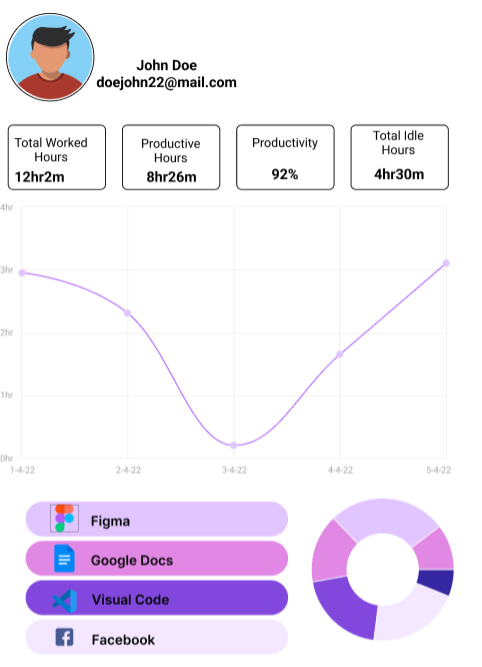 John Doe
doejohn22@mail.com
Total Worked
Hours
12hr2m
Productive
Hours
8hr26m
Productivity
92%
Total Idle
Hours
4hr30m
4hr
3hr
2hr
1hr
0hr
1-4-22
2-4-22
3-4-22
4-4-22
5-4-22
Figma
Google Docs
Visual Code
Facebook